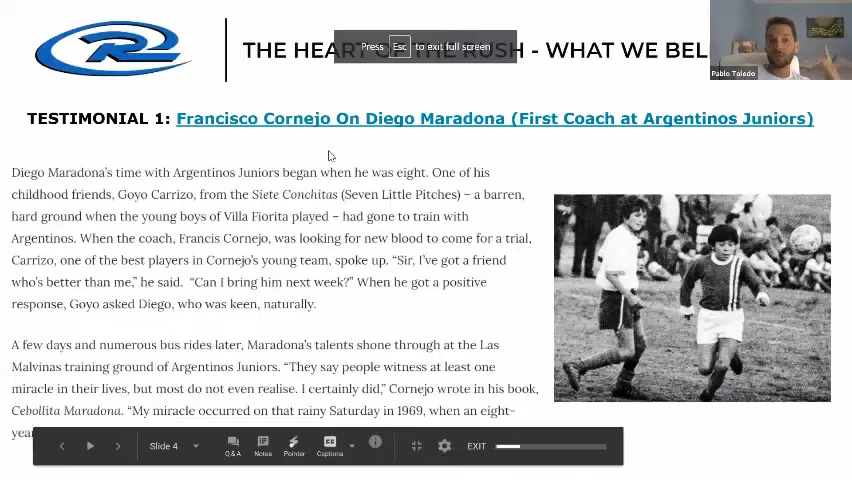 THE HEART OF THE RUSH - WHAT WE BEL
Press Esc to exit full screen
Pablo Toledo
TESTIMONIAL 1: Francisco Cornejo On Diego Maradona (First Coach at Argentinos Juniors)
Diego Maradona's time with Argentinos Juniors began when he was eight. One of his
childhood friends, Goyo Carrizo, from the Siete Conchitas (Seven Little Pitches) – a barren,
hard ground when the young boys of Villa Fiorita played – had gone to train with
Argentinos. When the coach, Francis Cornejo, was looking for new blood to come for a trial,
Carrizo, one of the best players in Cornejo's young team, spoke up. “Sir, I've got a friend
who's better than me,” he said. “Can I bring him next week?” When he got a positive
response, Goyo asked Diego, who was keen, naturally.
A few days and numerous bus rides later, Maradona's talents shone through at the Las
Malvinas training ground of Argentinos Juniors. “They say people witness at least one
miracle in their lives, but most do not even realise. I certainly did,” Cornejo wrote in his book,
Cebollita Maradona. “My miracle occurred on that rainy Saturday in 1969, when an eight-
Slide 4
Q & A
Notes
Pointer
Captions
EXIT